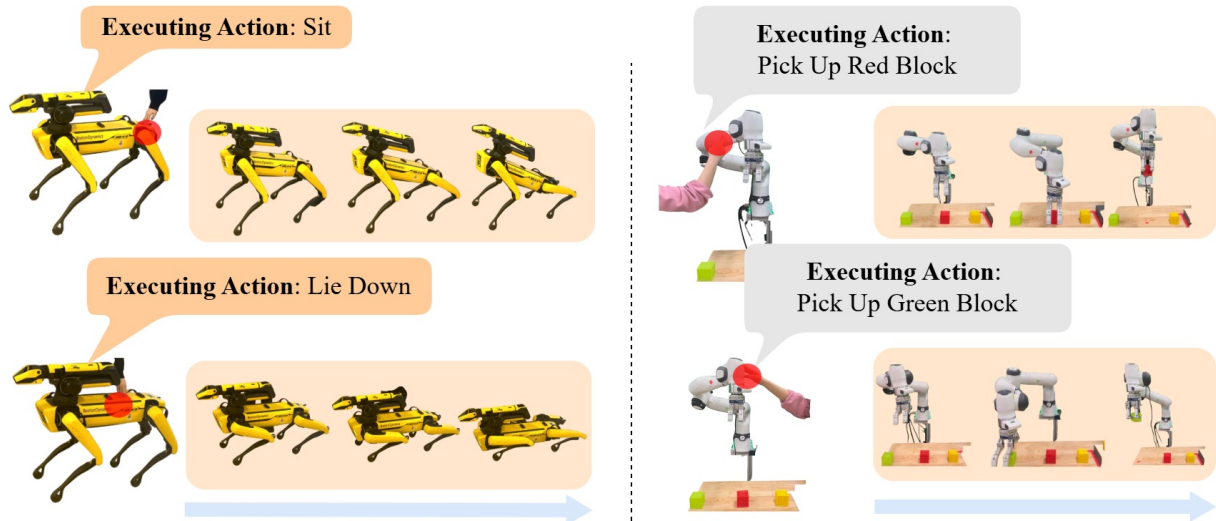 Executing Action: Sit
Executing Action: Lie Down
Executing Action:
Pick Up Red Block
Executing Action:
Pick Up Green Block